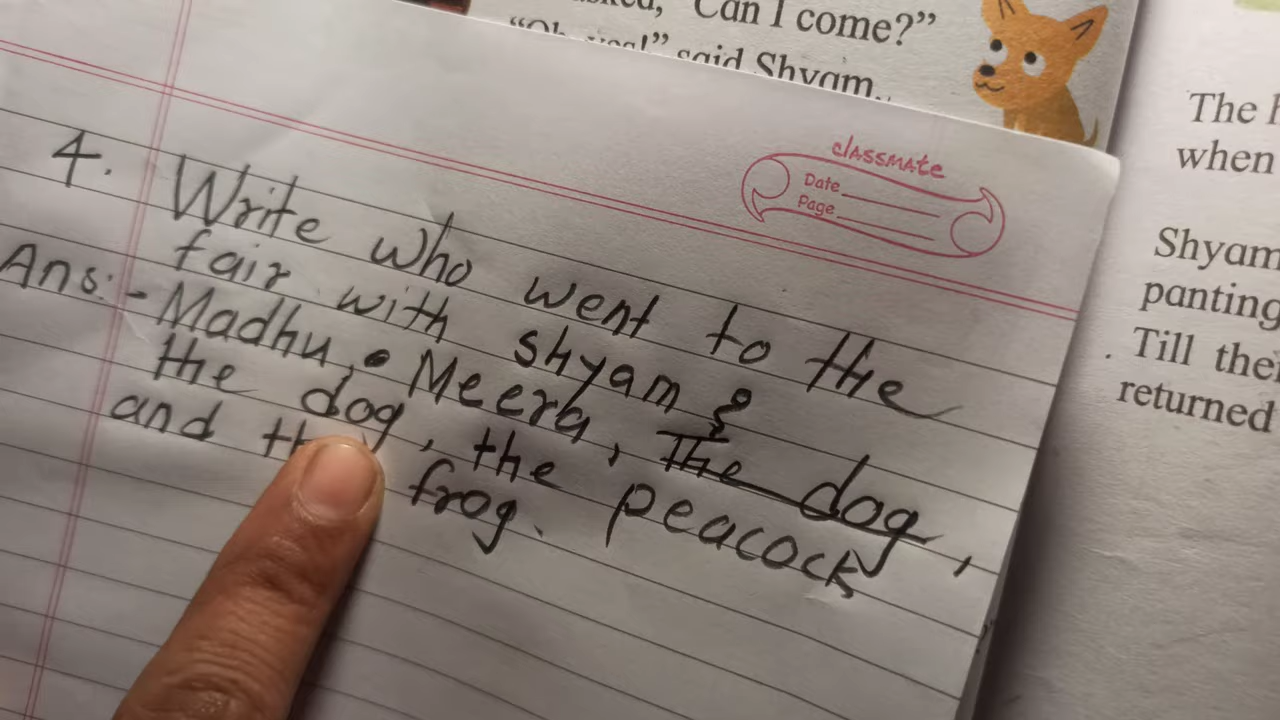 "Can I come?"
said Shyam.
The
when
Shyam
panting
Till
returned
classmate
Date
Page
4. Write who went to the
fair with shyam ?
Ans:- Madhu, Meera, The dog,
the dog, the peacock
and frog.